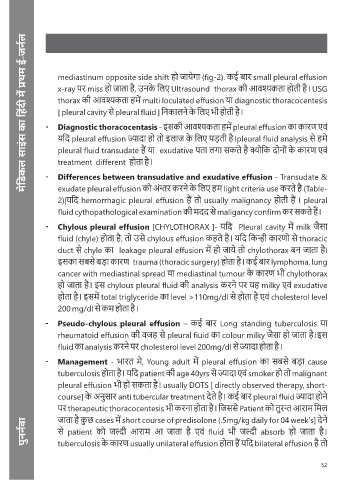 मेडिकल साइंस का हिंदी में प्रथम ई-जर्नल
mediastinum opposite side shift हो जायेगा (fig-2). कई बार small pleural effusion
x-ray पर miss हो जाता है, उनके लिए Ultrasound thorax की आवश्यकता होती है I USG
thorax की आवश्यकता हमें multi loculated effusion या diagnostic thoracocentesis
[ pleural cavity से pleural fluid ] निकालने के लिए भी होती है।
- Diagnostic thoracocentasis - इसकी आवश्यकता हमें pleural effusion का कारण एवं
यदि pleural effusion ज्यादा हो तो इलाज के लिए पड़ती है |pleural fluid analysis से हमे
pleural fluid transudate हैं या exudative पता लगा सकते है क्योकि दोनों के कारण एवं
treatment different होता है।
- Differences between transudative and exudative effusion - Transudate &
exudate pleural effusion को अंन्तर करने के लिए हम light criteria use करते है (Table-
2)|यदि hemorrhagic pleural effusion हैं तो usually malignancy होती हैं I pleural
fluid cythopathological examination की मदद से maligancy confirm कर सकते हैं।
- Chylous pleural effusion [CHYLOTHORAX ]- यदि Pleural cavity में milk जैसा
fluid (chyle) होता है, तो उसे chylous effusion कहते है। यदि किन्ही कारणो से thoracic
duct से chyle का leakage pleural effusion में हो जाये तो chylothorax बन जाता है।
इसका सबसे बड़ा कारण trauma (thoracic surgery) होता है। कई बार lymphoma, lung
cancer with mediastinal spread या mediastinal tumour के कारण भी chylothorax
हो जाता है। इस chylous pleural fluid की analysis करने पर यह milky एवं exudative
होता है। इसमें total triglyceride का level >110mg/dl से होता है एवं cholesterol level
200 mg/dl से कम होता है।
- Pseudo-chylous pleural effusion – कई बार Long standing tuberculosis या
rheumatoid effusion की वजह से pleural fluid का colour milky जैसा हो जाता है।इस
fluid का analysis करने पर cholesterol level 200mg/dl से ज्यादा होता है।
- Management - भारत मे, Young adult में pleural effusion का सबसे बड़ा cause
tuberculosis होता है। यदि patient की age 40yrs से ज्यादा एवं smoker हो तो malignant
pleural effusion भी हो सकता है। usually DOTS [ directly observed therapy, short-
course] के अनुसार anti tubercular treatment देते है। कई बार pleural fluid ज्यादा होने
पर therapeutic thoracocentesis भी करना होता है। जिससे Patient को तुरन्त आराम मिल
जाता है कुछ cases में short course of predisolone (.5mg/kg daily for 04 week's) देने
से patient को जल्दी आराम आ जाता है एवं fluid भी जल्दी absorb हो जाता है।
tuberculosis के कारण usually unilateral effusion होता है यदि bilateral effusion है तो
पुनर्नवा
52